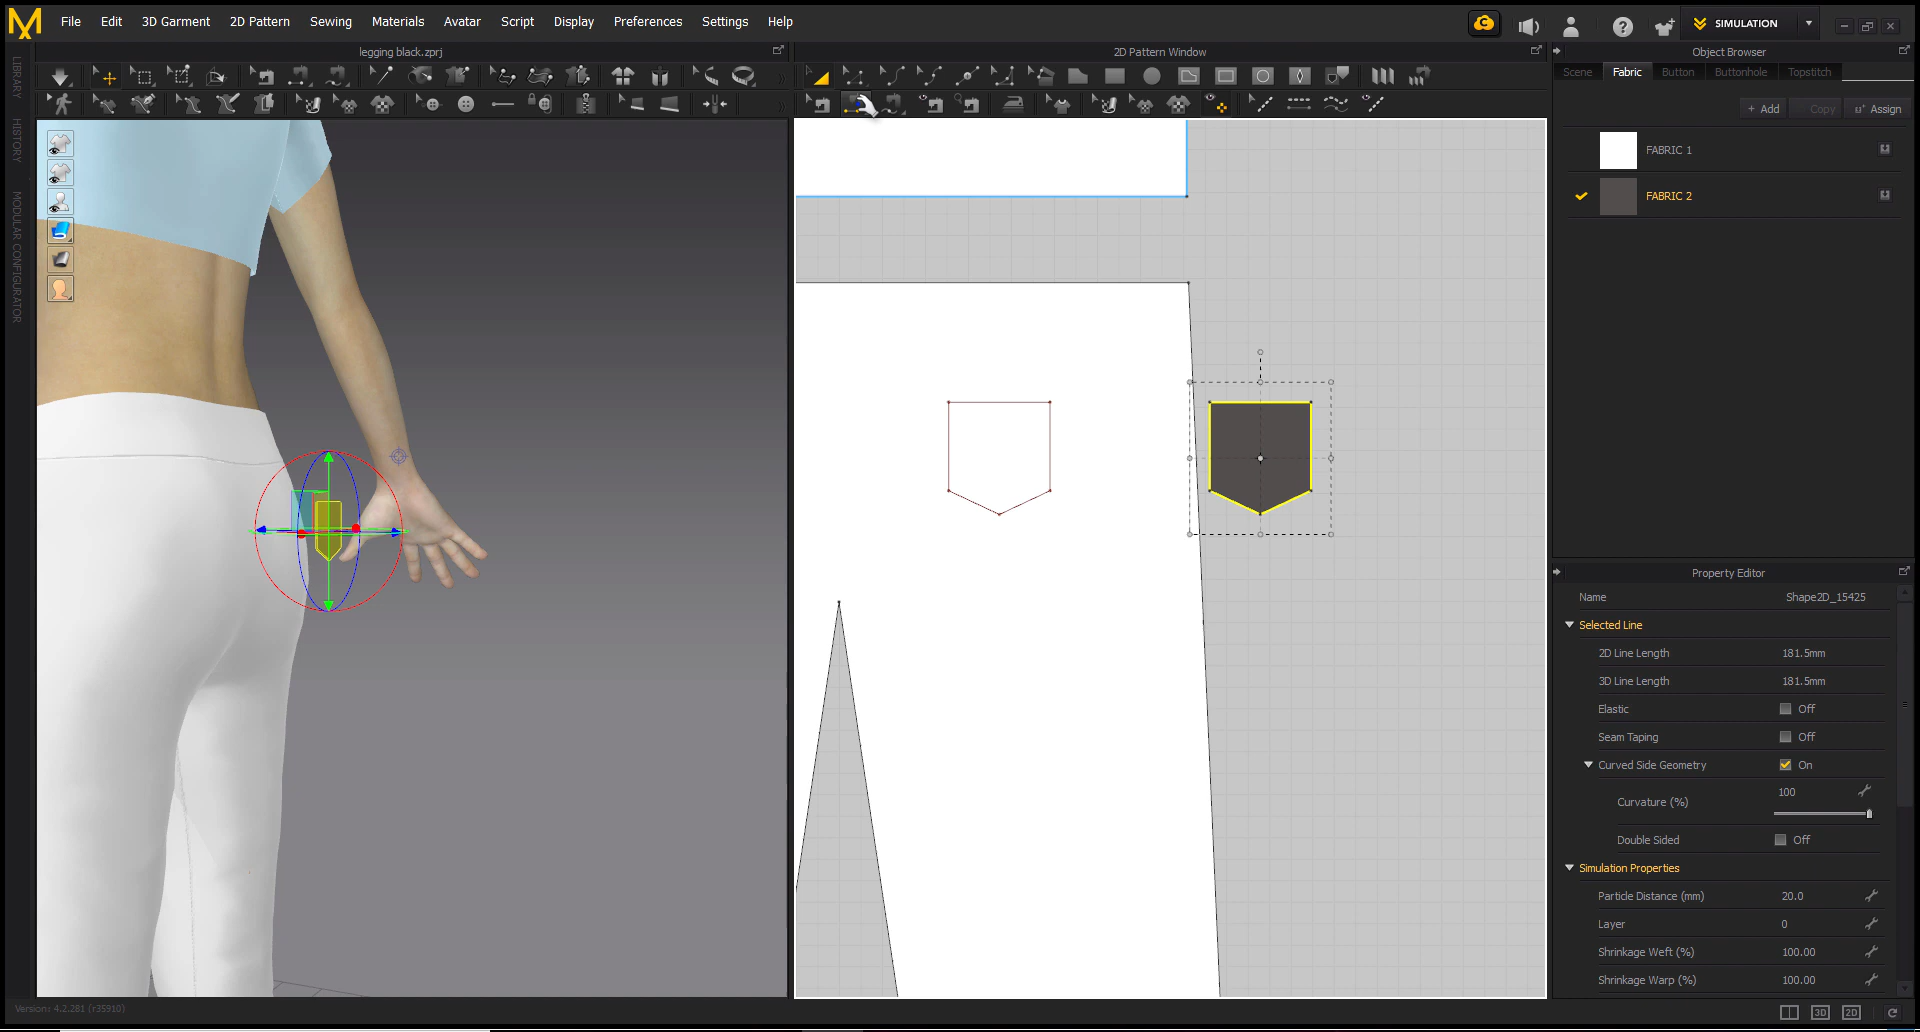 File Edit 3D Garment 2D Pattern Sewing Materials Avatar Script Display Preferences Settings Help
SIMULATION
legging black.zprj
2D Pattern Window
Object Browser
LIBRARY
HISTORY
MODULAR CONFIGURATOR
Scene Fabric Button Buttonhole Topstitch
+ Add Copy Assign
FABRIC 1
FABRIC 2
Property Editor
Name Shape2D_15425
Selected Line
2D Line Length 181.5mm
3D Line Length 181.5mm
Elastic Off
Seam Taping Off
Curved Side Geometry On
Curvature (%) 100
Double Sided Off
Simulation Properties
Particle Distance (mm) 20.0
Layer 0
Shrinkage Weft (%) 100.00
Shrinkage Warp (%) 100.00
Version: 4.2.281 (r35910)
3D 2D